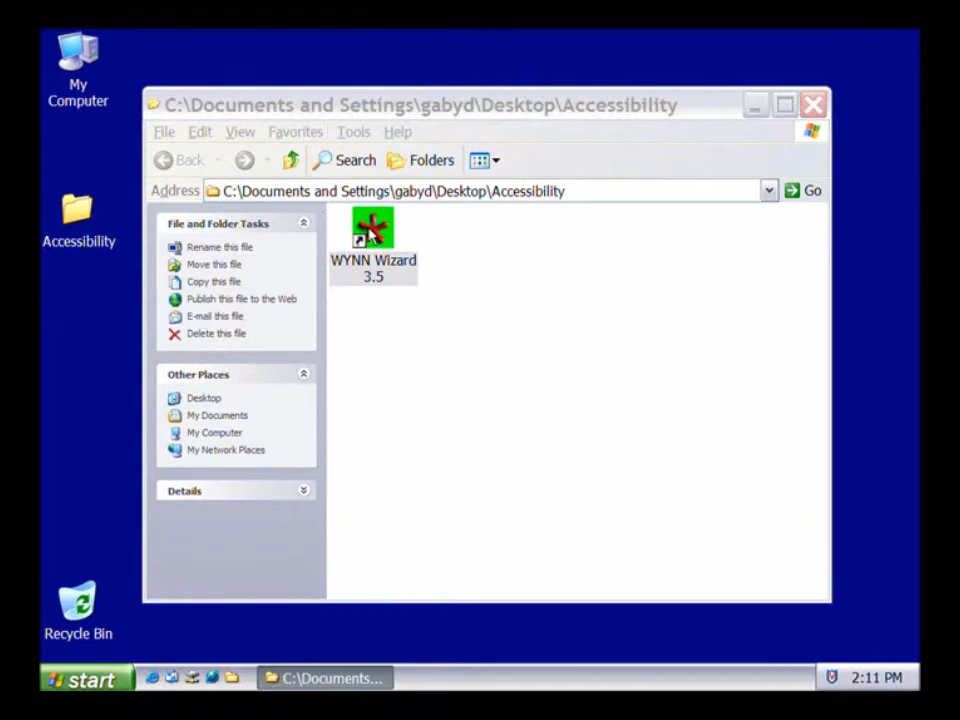 My
Computer
C:\Documents and Settings\gabyd\Desktop\Accessibility
File Edit View Favorites Tools Help
Back Search Folders
Address C:\Documents and Settings\gabyd\Desktop\Accessibility Go
Accessibility
File and Folder Tasks
Rename this file
Move this file
Copy this file
Publish this file to the Web
E-mail this file
Delete this file
Other Places
Desktop
My Documents
My Computer
My Network Places
Details
WYNN Wizard
3.5
Recycle Bin
start C:\Documents... 2:11 PM